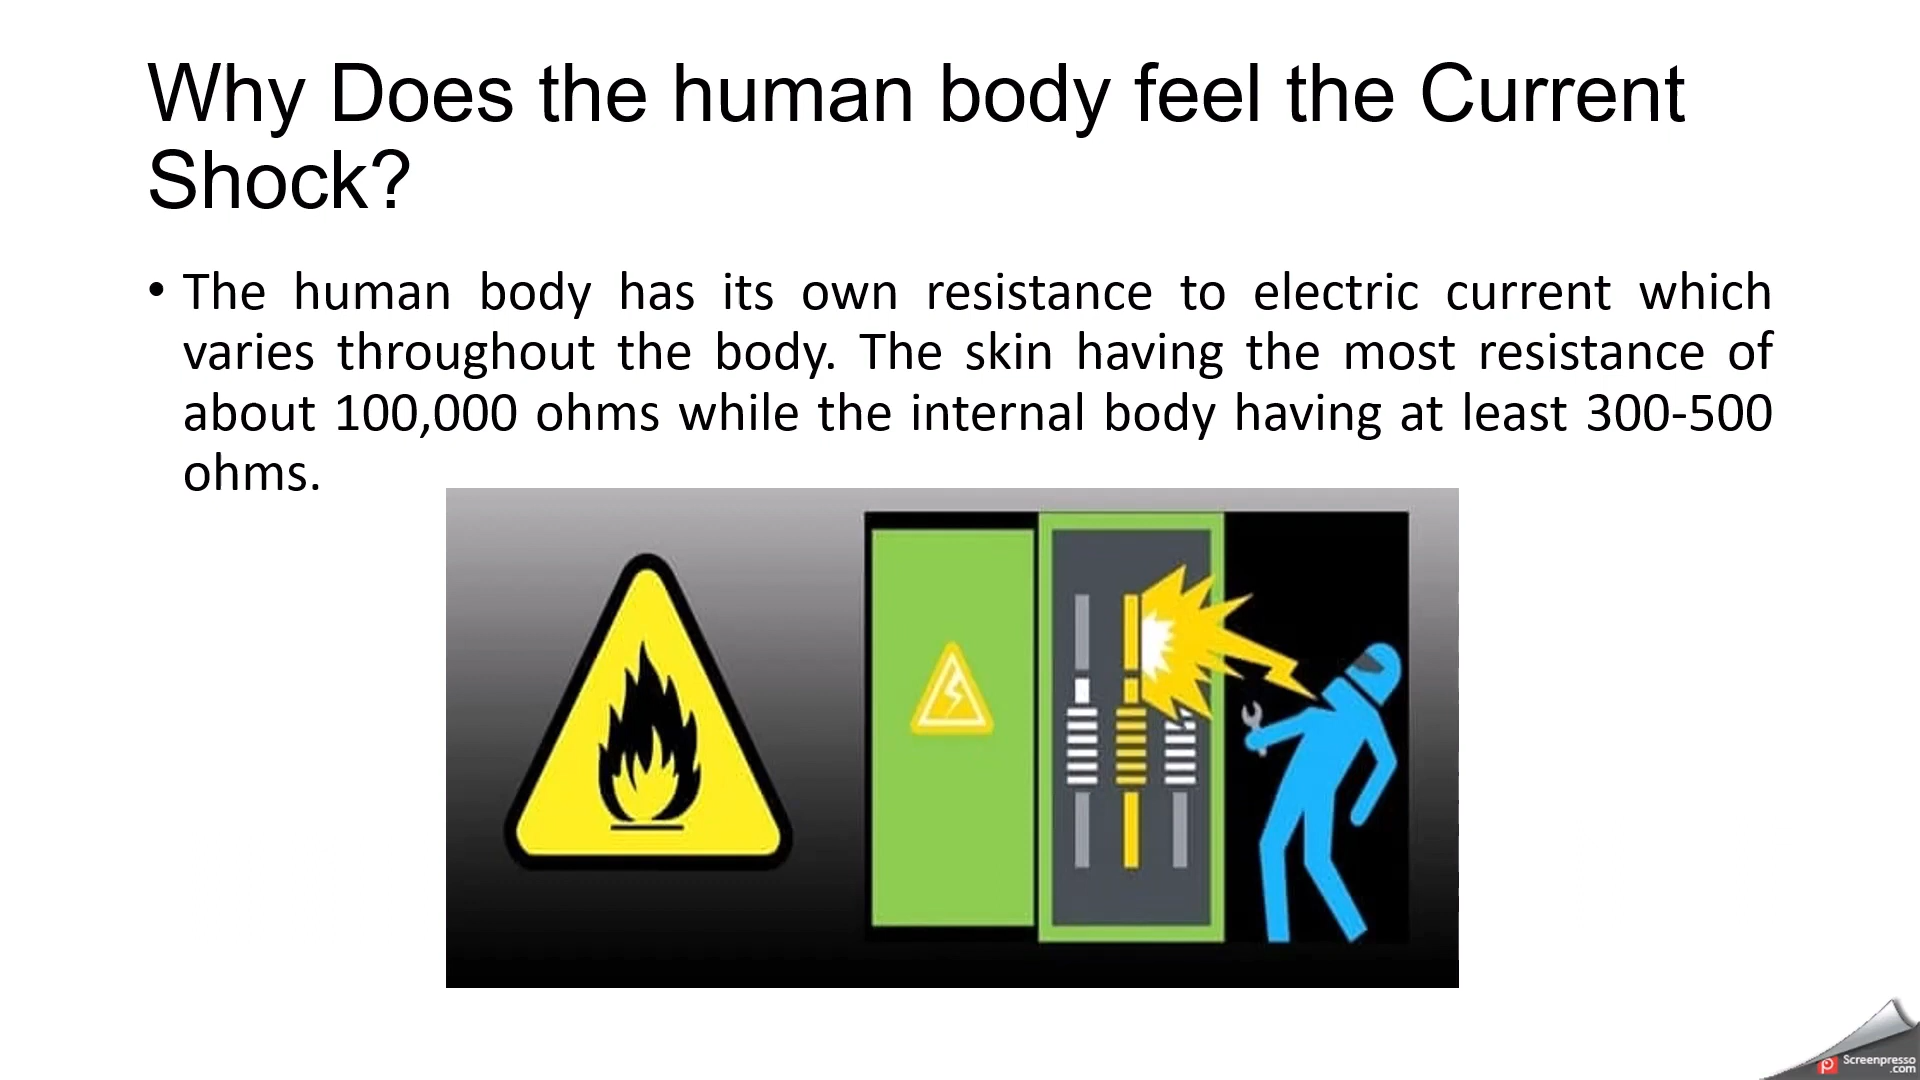 Why Does the human body feel the Current
Shock?
• The human body has its own resistance to electric current which
varies throughout the body. The skin having the most resistance of
about 100,000 ohms while the internal body having at least 300-500
ohms.
Screenpresso
.com